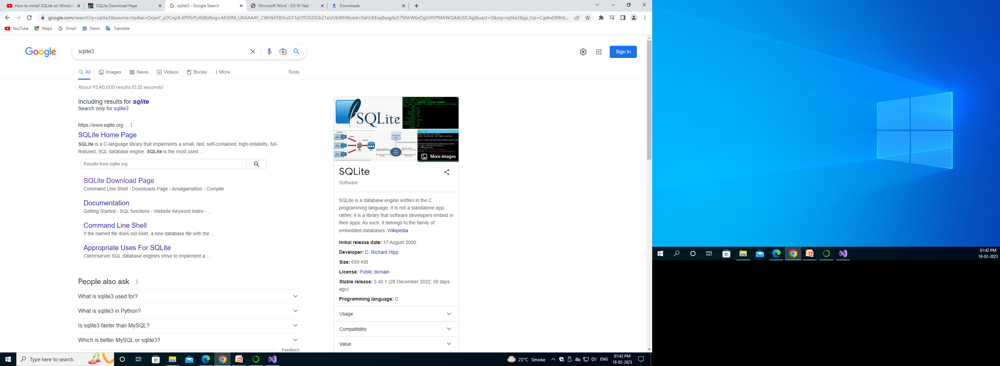 How to install SQLite on Window
SQLite Download Page
sqlite3 - Google Search
Microsoft Word - DS-III Year
Downloads
google.com/search?q=sqlite3&source=hp&ei=DojwY_yDCrqJ4-EP05iPyA0&iflsig=AK50M_UAAAAAY_CWHkFFBIIruG11pOYOGDGbZ1eUUbWH&ved=0ahUKEwj8wqjAz579AhW6xDgGHVPMA9kQ4dUDCAg&uact=5&oq=sqlite3&gs_lcp=Cgdnd3Mtd...
YouTube
Maps
Gmail
News
Translate
Google
sqlite3
Sign in
All
Images
News
Videos
Books
More
Tools
About 93,40,000 results (0.32 seconds)
Including results for sqlite
Search only for sqlite3
https://www.sqlite.org
SQLite Home Page
SQLite is a C-language library that implements a small, fast, self-contained, high-reliability, full-
featured, SQL database engine. SQLite is the most used ...
Results from sqlite.org
SQLite Download Page
Command Line Shell - Downloads Page - Amalgamation - Compile
Documentation
Getting Started - SQL functions - Website Keyword Index - ...
Command Line Shell
If the named file does not exist, a new database file with the ...
Appropriate Uses For SQLite
Client/server SQL database engines strive to implement a ...
People also ask
What is sqlite3 used for?
What is sqlite3 in Python?
Is sqlite3 faster than MySQL?
Which is better MySQL or sqlite3?
Feedback
SQLite
More images
SQLite
Software
SQLite is a database engine written in the C
programming language. It is not a standalone app;
rather, it is a library that software developers embed in
their apps. As such, it belongs to the family of
embedded databases. Wikipedia
Initial release date: 17 August 2000
Developer: D. Richard Hipp
Size: 699 KiB
License: Public domain
Stable release: 3.40.1 (28 December 2022; 50 days
ago)
Programming language: C
Usage
Compatibility
Value
Type here to search
25°C Smoke
ENG
01:42 PM
18-02-2023
01:42 PM
18-02-2023